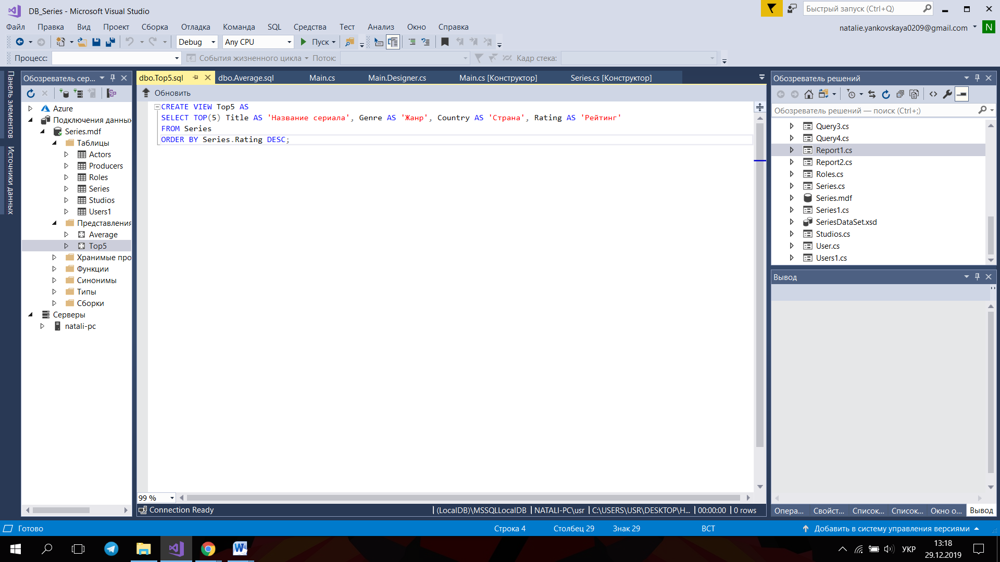 DB_Series - Microsoft Visual Studio
Быстрый запуск (Ctrl+Q)
Файл Правка Вид Проект Сборка Отладка Команда SQL Средства Тест Анализ Окно Справка
natalie.yankovskaya0209@gmail.com N
Debug Any CPU Пуск
Процесс: События жизненного цикла Поток: Кадр стека:
Панель элементов
Источники данных
Обозреватель сер...
Azure
Подключения данных
Series.mdf
Таблицы
Actors
Producers
Roles
Series
Studios
Users1
Представления
Average
Top5
Хранимые про
Функции
Синонимы
Типы
Сборки
Серверы
natali-pc
dbo.Top5.sql dbo.Average.sql Main.cs Main.Designer.cs Main.cs [Конструктор] Series.cs [Конструктор]
Обновить
CREATE VIEW Top5 AS
SELECT TOP(5) Title AS 'Название сериала', Genre AS 'Жанр', Country AS 'Страна', Rating AS 'Рейтинг'
FROM Series
ORDER BY Series.Rating DESC;
99 %
Connection Ready (LocalDB)\MSSQLLocalDB NATALI-PC\usr C:\USERS\USR\DESKTOP\H... 00:00:00 0 rows
Обозреватель решений
Обозреватель решений — поиск (Ctrl+;)
Query3.cs
Query4.cs
Report1.cs
Report2.cs
Roles.cs
Series.cs
Series.mdf
Series1.cs
SeriesDataSet.xsd
Studios.cs
User.cs
Users1.cs
Вывод
Опера... Свойст... Список... Список... Окно о... Вывод
Готово Строка 4 Столбец 29 Знак 29 ВСТ Добавить в систему управления версиями
УКР
13:18
29.12.2019